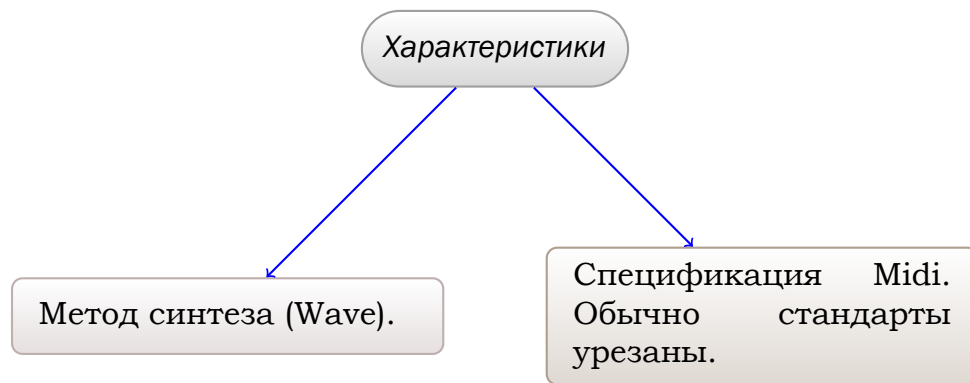 Характеристики
Метод синтеза (Wave).
Спецификация Midi.
Обычно стандарты
урезаны.